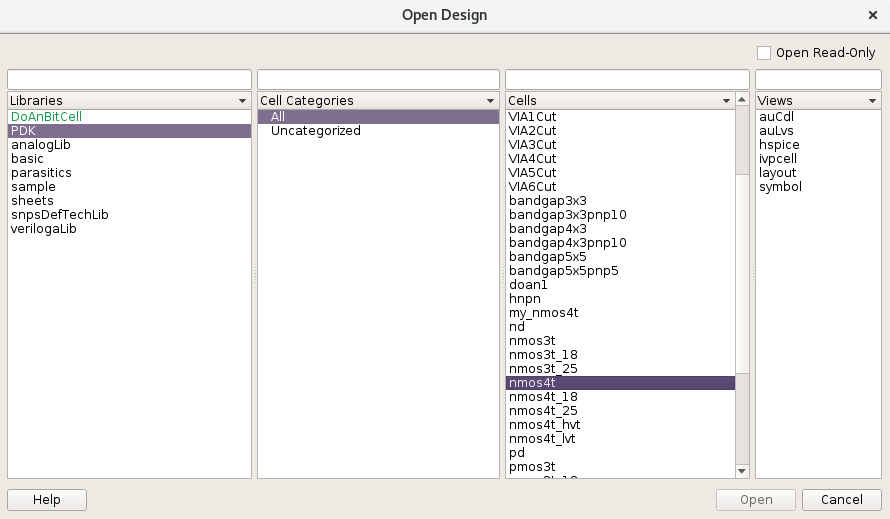 Open Design
Open Read-Only
Libraries
DoAnBitCell
PDK
analogLib
basic
parasitics
sample
sheets
snpsDefTechLib
verilogaLib
Cell Categories
All
Uncategorized
Cells
VIA1Cut
VIA2Cut
VIA3Cut
VIA4Cut
VIA5Cut
VIA6Cut
bandgap3x3
bandgap3x3pnp10
bandgap4x3
bandgap4x3pnp10
bandgap5x5
bandgap5x5pnp5
doan1
hnpn
my_nmos4t
nd
nmos3t
nmos3t_18
nmos3t_25
nmos4t
nmos4t_18
nmos4t_25
nmos4t_hvt
nmos4t_lvt
pd
pmos3t
Views
auCdl
auLvs
hspice
ivpcell
layout
symbol
Help
Open
Cancel